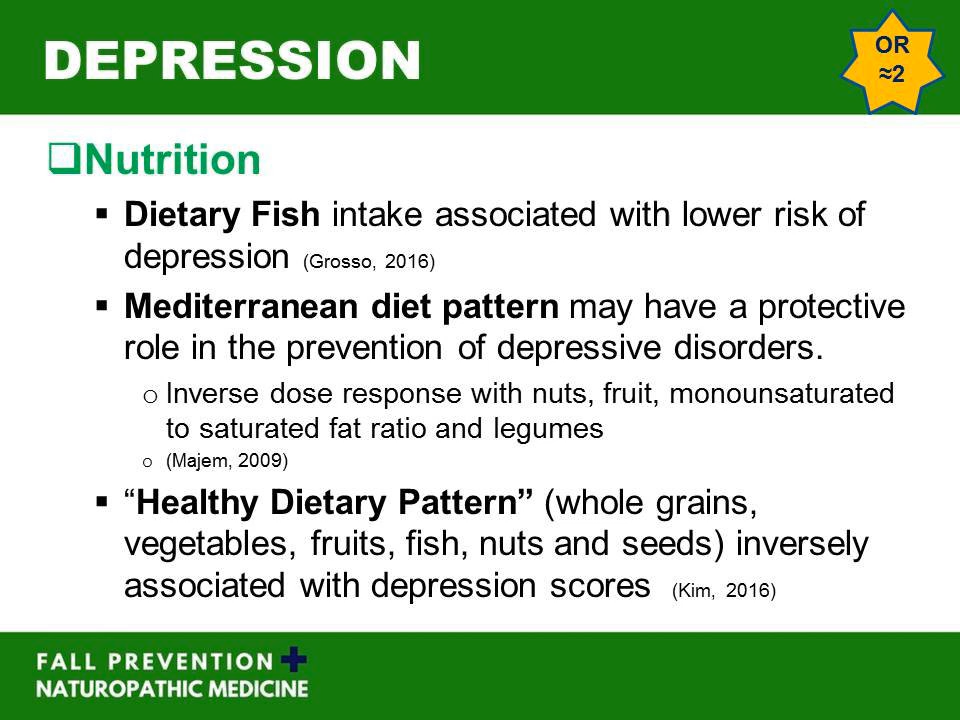 DEPRESSION
OR
≈2
Nutrition
Dietary Fish intake associated with lower risk of
depression (Grosso, 2016)
Mediterranean diet pattern may have a protective
role in the prevention of depressive disorders.
Inverse dose response with nuts, fruit, monounsaturated
to saturated fat ratio and legumes
(Majem, 2009)
“Healthy Dietary Pattern” (whole grains,
vegetables, fruits, fish, nuts and seeds) inversely
associated with depression scores (Kim, 2016)
FALL PREVENTION +
NATUROPATHIC MEDICINE